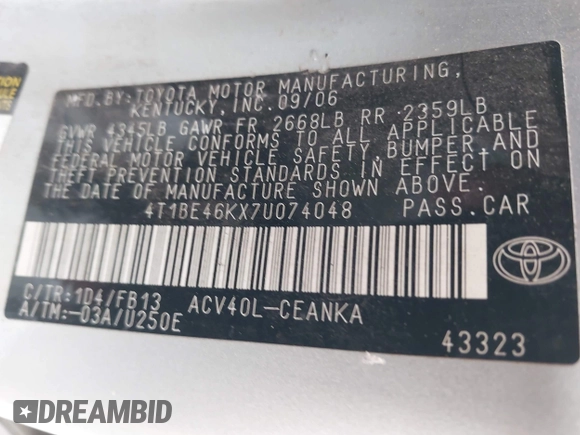 MFD.BY:TOYOTA MOTOR MANUFACTURING,
KENTUCKY, INC.09/06
GVWR 4345LB GAWR FR 2668LB RR 2359LB
THIS VEHICLE CONFORMS TO ALL APPLICABLE
FEDERAL MOTOR VEHICLE SAFETY, BUMPER, AND
THEFT PREVENTION STANDARDS IN EFFECT ON
THE DATE OF MANUFACTURE SHOWN ABOVE.
4T1BE46KX7U074048 PASS.CAR
C/TR:1D4/FB13 ACV40L-CEANKA
A/TM:-03A/U250E
43323
DREAMBID